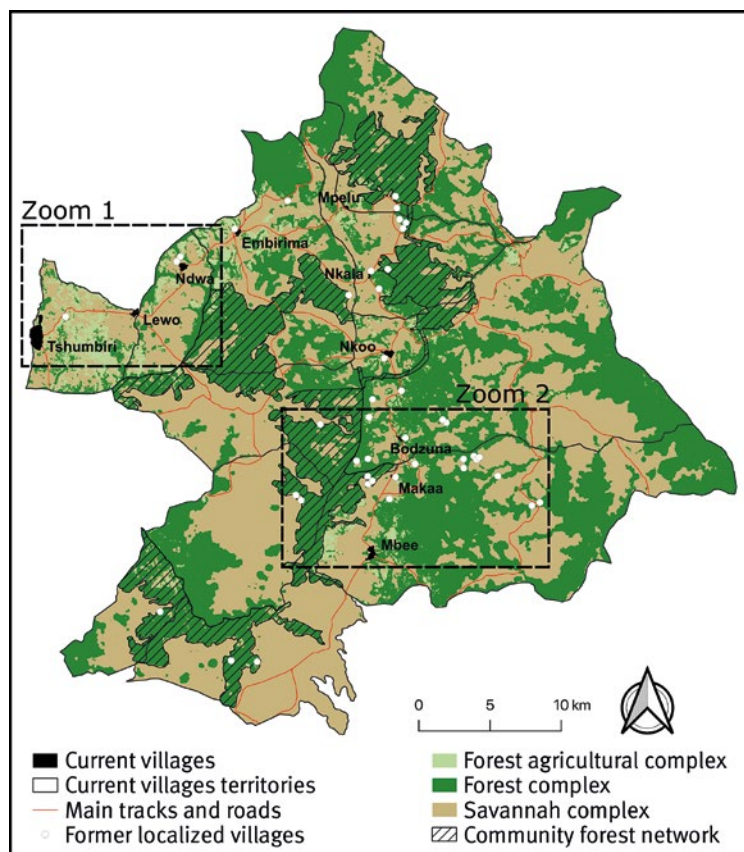 Zoom 1
Mpelu
Embirima
Ndwa
Nkala
Lewo
Tshumbiri
Nkoo
Zoom 2
Bodzuna
Makaa
Mbee
0 5 10 km
Current villages
Current villages territories
Main tracks and roads
Former localized villages
Forest agricultural complex
Forest complex
Savannah complex
Community forest network